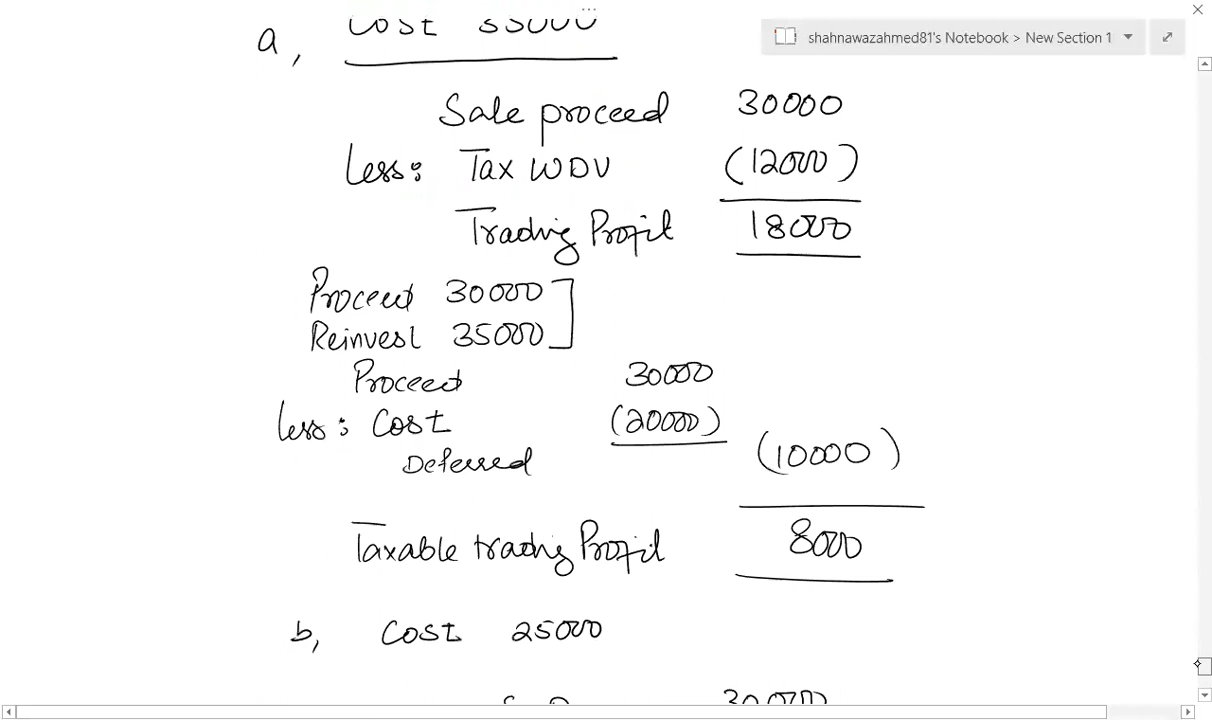 shahnawazahmed81's Notebook > New Section 1
a, Cost 35000
Sale proceed 30000
Less: Tax WDV (12000)
Trading Profit 18000
Proceed 30000
Reinvest 35000
Proceed 30000
Less: Cost (20000)
Deferred (10000)
Taxable trading Profit 8000
b, Cost 25000
30000